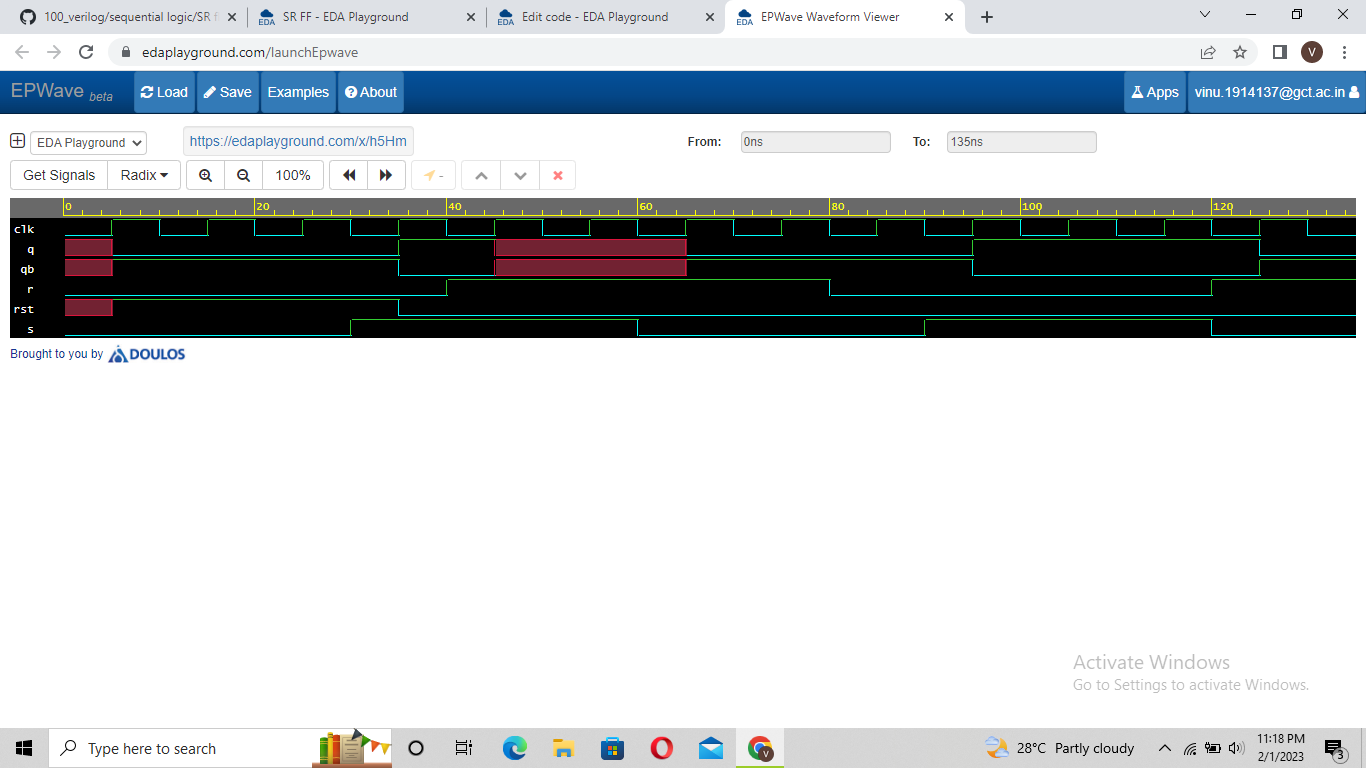 100_verilog/sequential logic/SR f
SR FF - EDA Playground
Edit code - EDA Playground
EPWave Waveform Viewer
edaplayground.com/launchEpwave
V
EPWave beta
Load
Save
Examples
About
Apps
vinu.1914137@gct.ac.in
EDA Playground
https://edaplayground.com/x/h5Hm
From:
0ns
To:
135ns
Get Signals
Radix
100%
-
0 20 40 60 80 100 120
clk
q
qb
r
rst
s
Brought to you by DOULOS
Activate Windows
Go to Settings to activate Windows.
Type here to search
V
28°C Partly cloudy
11:18 PM
2/1/2023
3